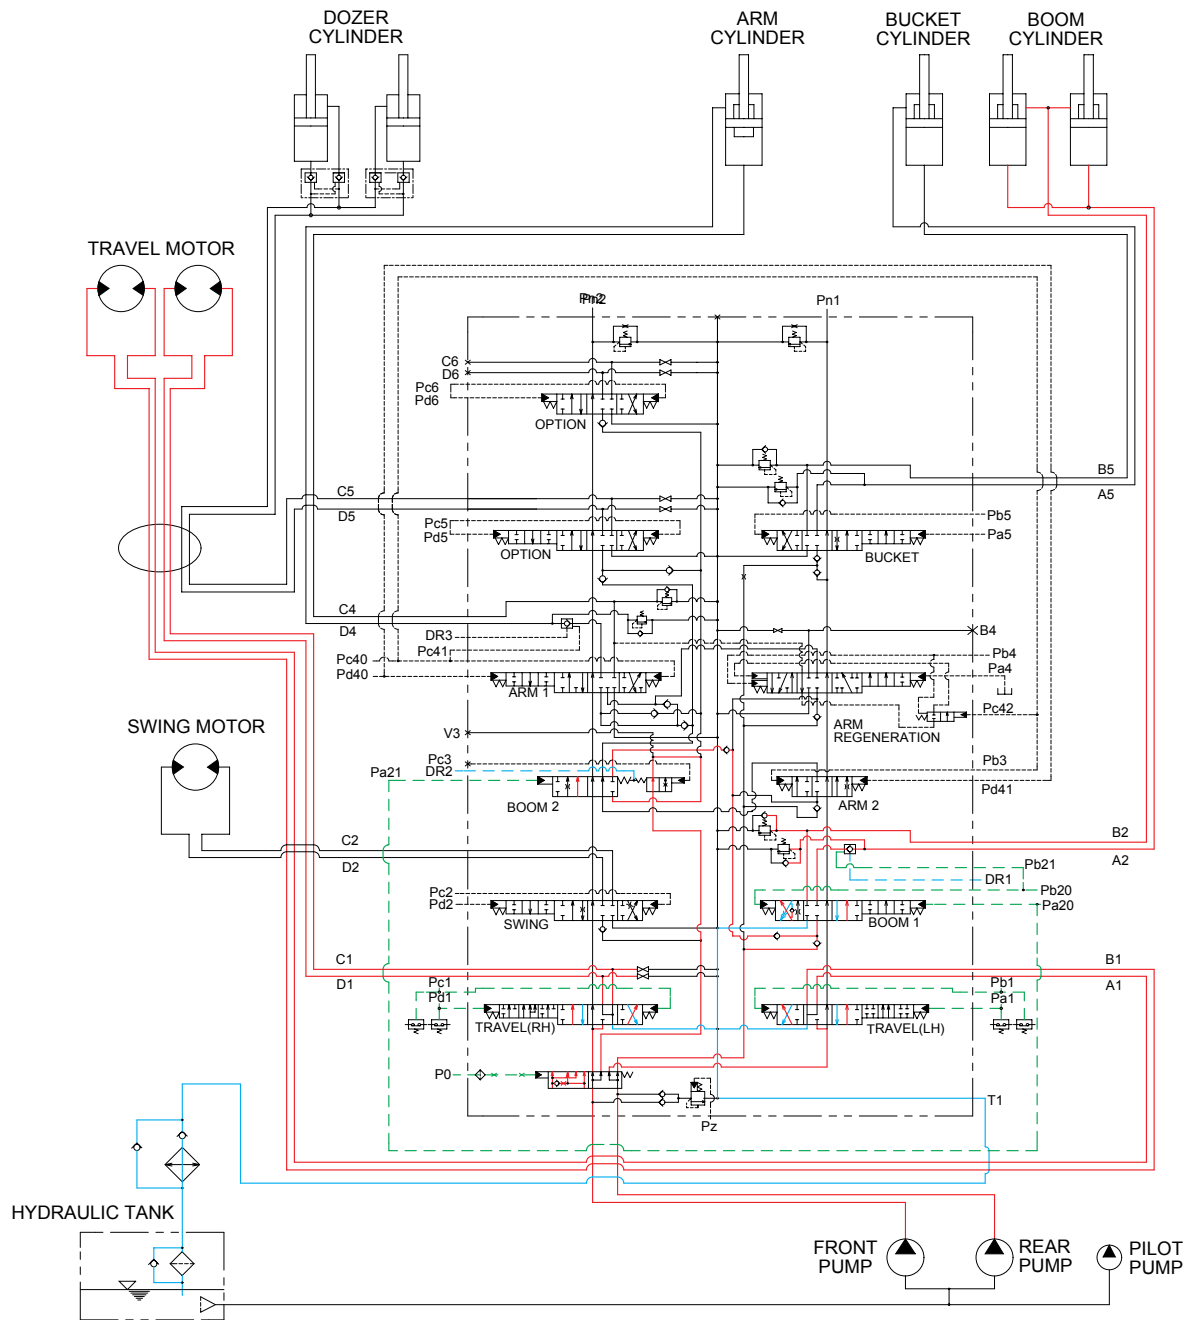 DOZER
CYLINDER
ARM
CYLINDER
BUCKET
CYLINDER
BOOM
CYLINDER
TRAVEL MOTOR
Pn2
Pn1
C6
D6
Pc6
Pd6
OPTION
B5
A5
C5
D5
Pc5
Pd5
OPTION
Pb5
Pa5
BUCKET
C4
D4
DR3
Pc41
Pc40
Pd40
ARM 1
B4
Pb4
Pa4
Pc42
ARM
REGENERATION
SWING MOTOR
V3
Pc3
DR2
Pa21
BOOM 2
Pb3
Pd41
ARM 2
B2
A2
C2
D2
Pb21
DR1
Pc2
Pd2
SWING
Pb20
Pa20
BOOM 1
C1
D1
B1
A1
Pc1
Pd1
TRAVEL(RH)
Pb1
Pa1
TRAVEL(LH)
P0
Pz
T1
HYDRAULIC TANK
FRONT
PUMP
REAR
PUMP
PILOT
PUMP